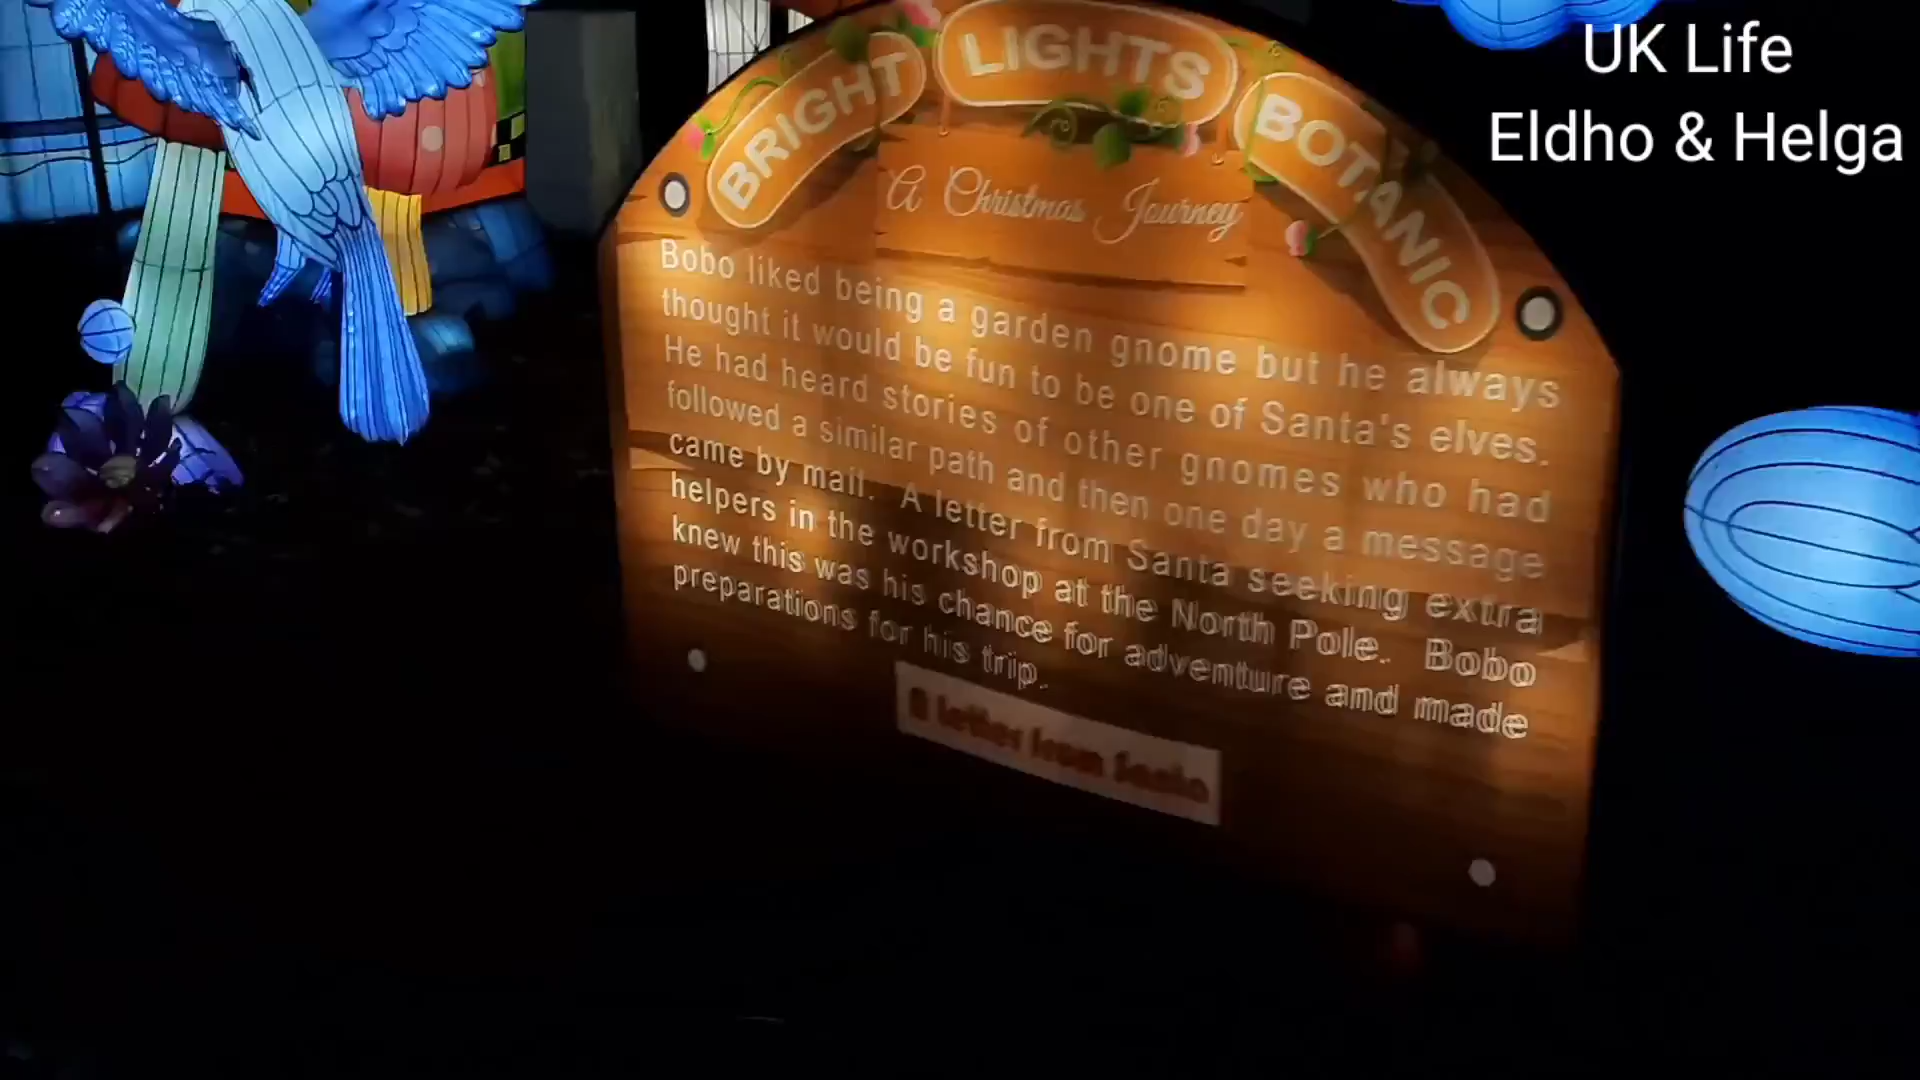 UK Life
Eldho & Helga
BRIGHT LIGHTS BOTANIC
A Christmas Journey
Bobo liked being a garden gnome but he always
thought it would be fun to be one of Santa's elves.
He had heard stories of other gnomes who had
followed a similar path and then one day a message
came by mail. A letter from Santa seeking extra
helpers in the workshop at the North Pole. Bobo
knew this was his chance for adventure and made
preparations for his trip.
A letter from Santa